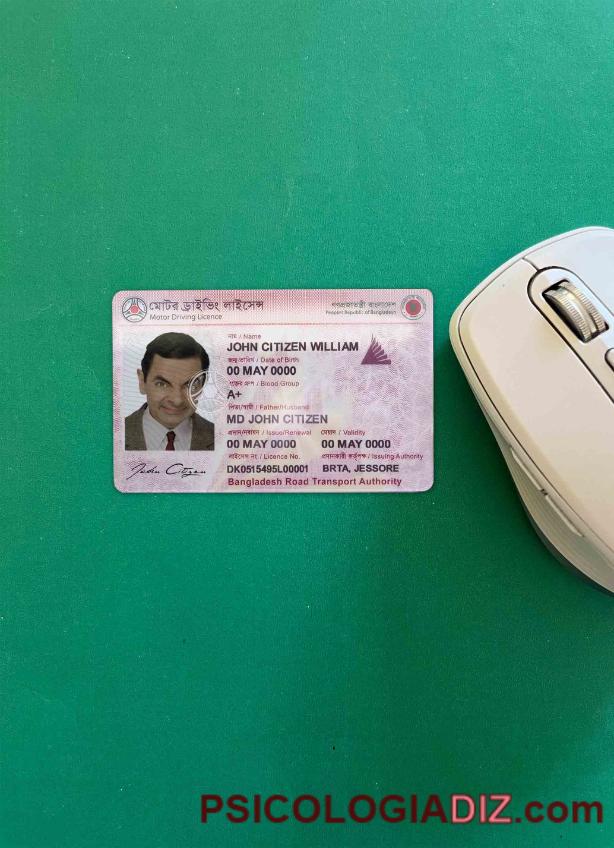 মোটর ড্রাইভিং লাইসেন্স
Motor Driving Licence
গণপ্রজাতন্ত্রী বাংলাদেশ
Peoples Republic of Bangladesh
নাম / Name
JOHN CITIZEN WILLIAM
জন্ম তারিখ / Date of Birth
00 MAY 0000
রক্তের গ্রুপ / Blood Group
A+
পিতা/স্বামী / Father/Husband
MD JOHN CITIZEN
প্রদান/নবায়ন / Issue/Renewal মেয়াদ / Validity
00 MAY 0000 00 MAY 0000
লাইসেন্স নং / Licence No. প্রদানকারী কর্তৃপক্ষ / Issuing Authority
DK0515495L00001 BRTA, JESSORE
Bangladesh Road Transport Authority
John Citizen
PSICOLOGIADIZ.com